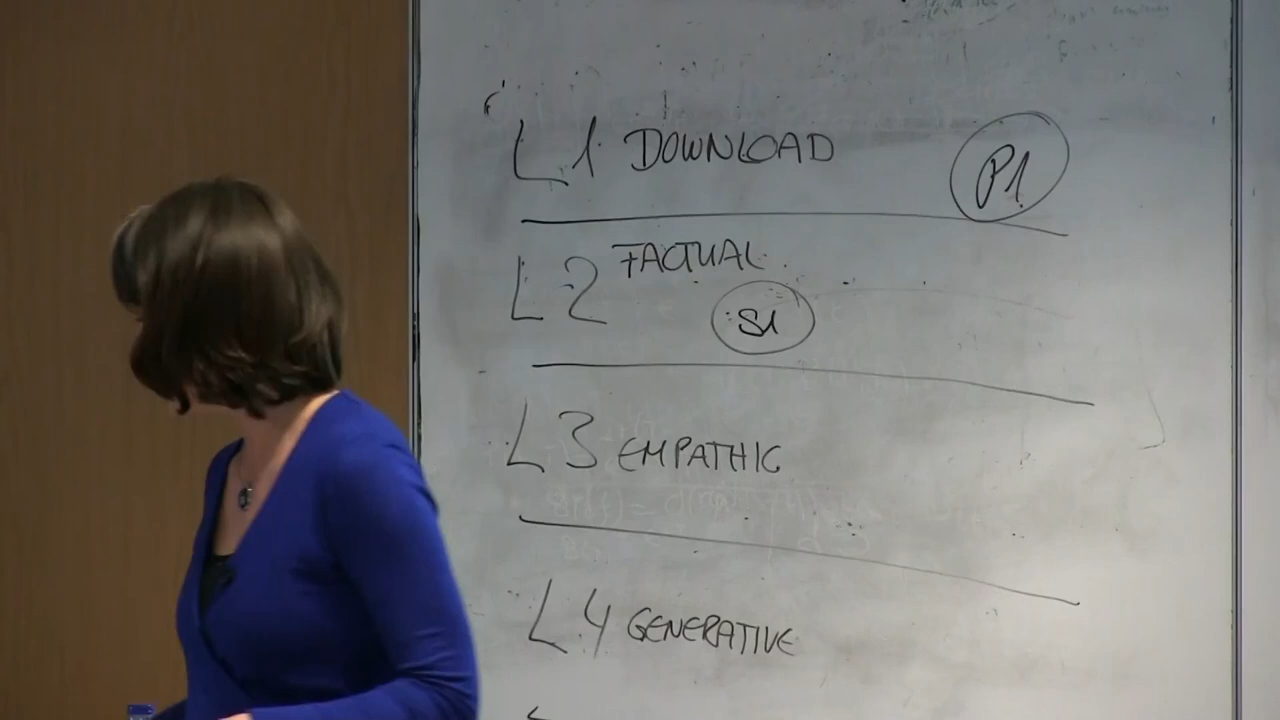 L1 DOWNLOAD P1
L2 FACTUAL
S1
L3 EMPATHIC
L4 GENERATIVE